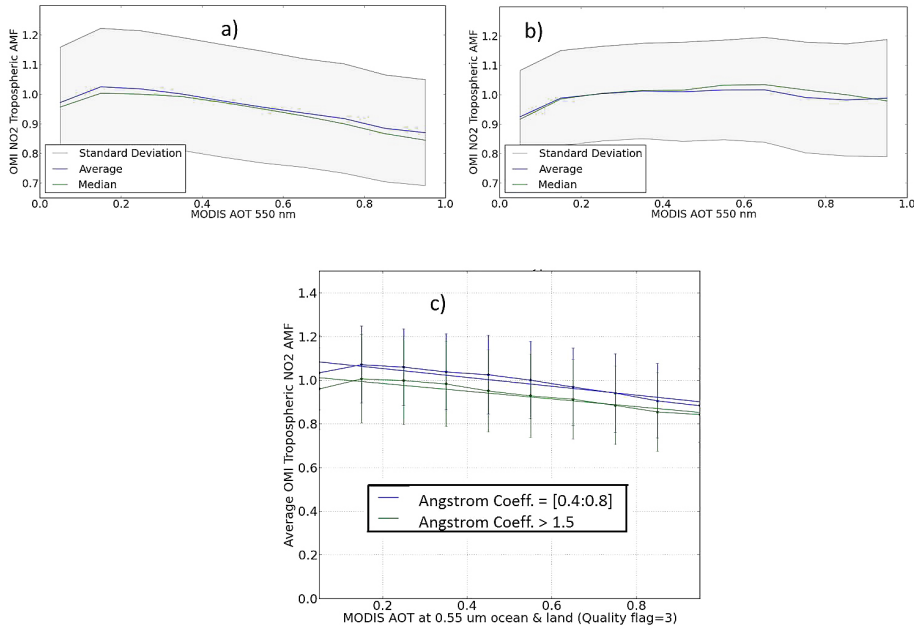 a)
OMI NO2 Tropospheric AMF
1.3
1.2
1.1
1.0
0.9
0.8
0.7
Standard Deviation
Average
Median
0.0 0.2 0.4 0.6 0.8 1.0
MODIS AOT 550 nm
b)
OMI NO2 Tropospheric AMF
1.2
1.1
1.0
0.9
0.8
0.7
Standard Deviation
Average
Median
0.0 0.2 0.4 0.6 0.8 1.0
MODIS AOT 550 nm
c)
Average OMI Tropospheric NO2 AMF
1.4
1.2
1.0
0.8
0.6
0.4
0.2
0.0
Angstrom Coeff. = [0.4:0.8]
Angstrom Coeff. > 1.5
0.2 0.4 0.6 0.8
MODIS AOT at 0.55 um ocean & land (Quality flag=3)